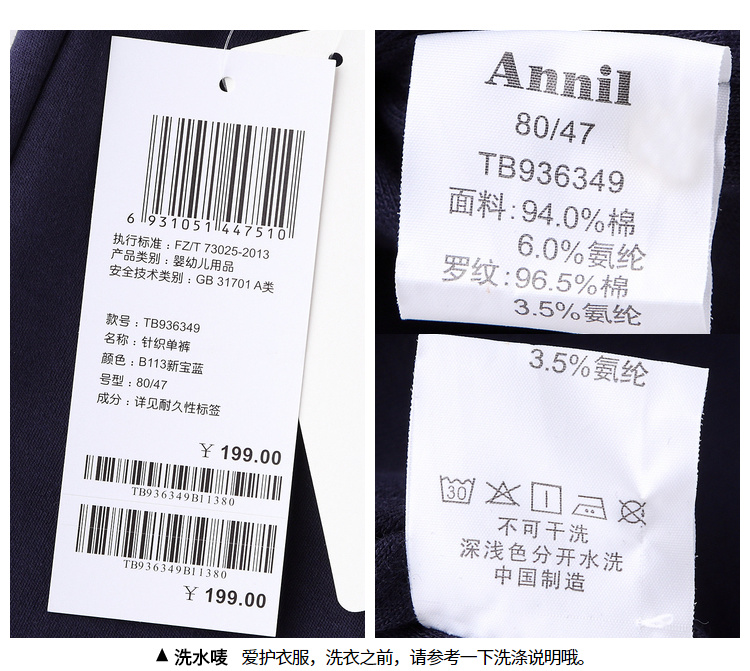 6 931051 447510
执行标准：FZ/T 73025-2013
产品类别：婴幼儿用品
安全技术类别：GB 31701 A类
款号：TB936349
名称：针织单裤
颜色：B113新宝蓝
号型：80/47
成分：详见耐久性标签
¥ 199.00
TB936349B11380
TB936349B11380
¥ 199.00
Annil
80/47
TB936349
面料：94.0%棉
6.0%氨纶
罗纹：96.5%棉
3.5%氨纶
3.5%氨纶
30
不可干洗
深浅色分开水洗
中国制造
▲洗水唛 爱护衣服，洗衣之前，请参考一下洗涤说明哦。